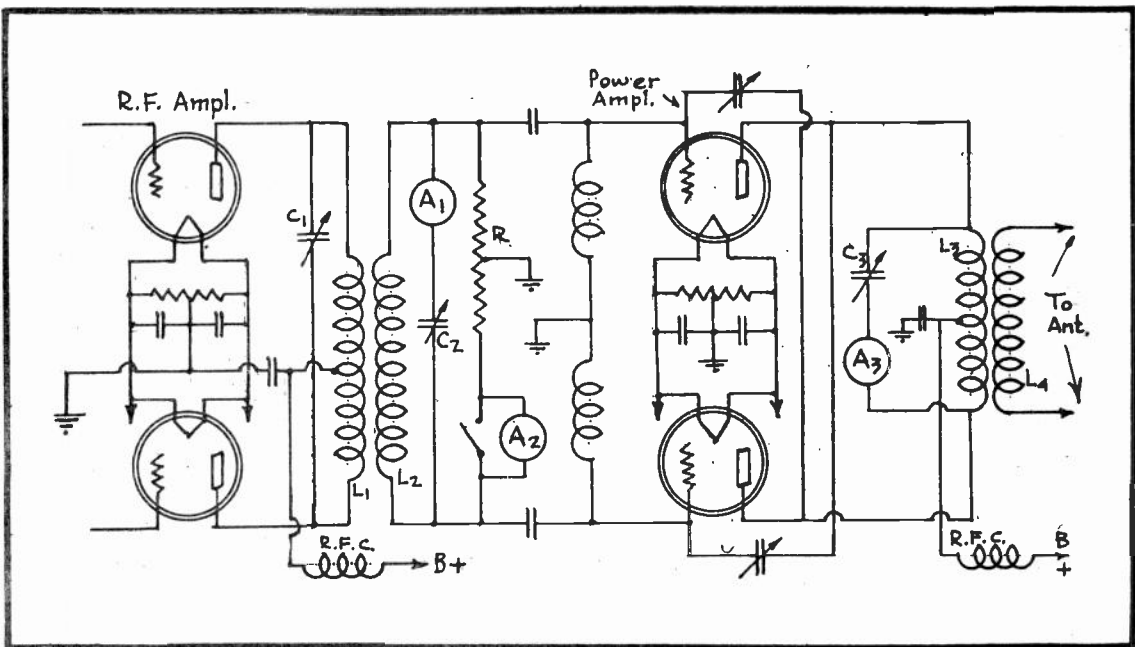 R.F. Ampl.
Power
Ampl.
C1
A1
R
C2
A2
L1
L2
R.F.C.
B+
C3
L3
A3
L4
To
Ant.
R.F.C.
B
+